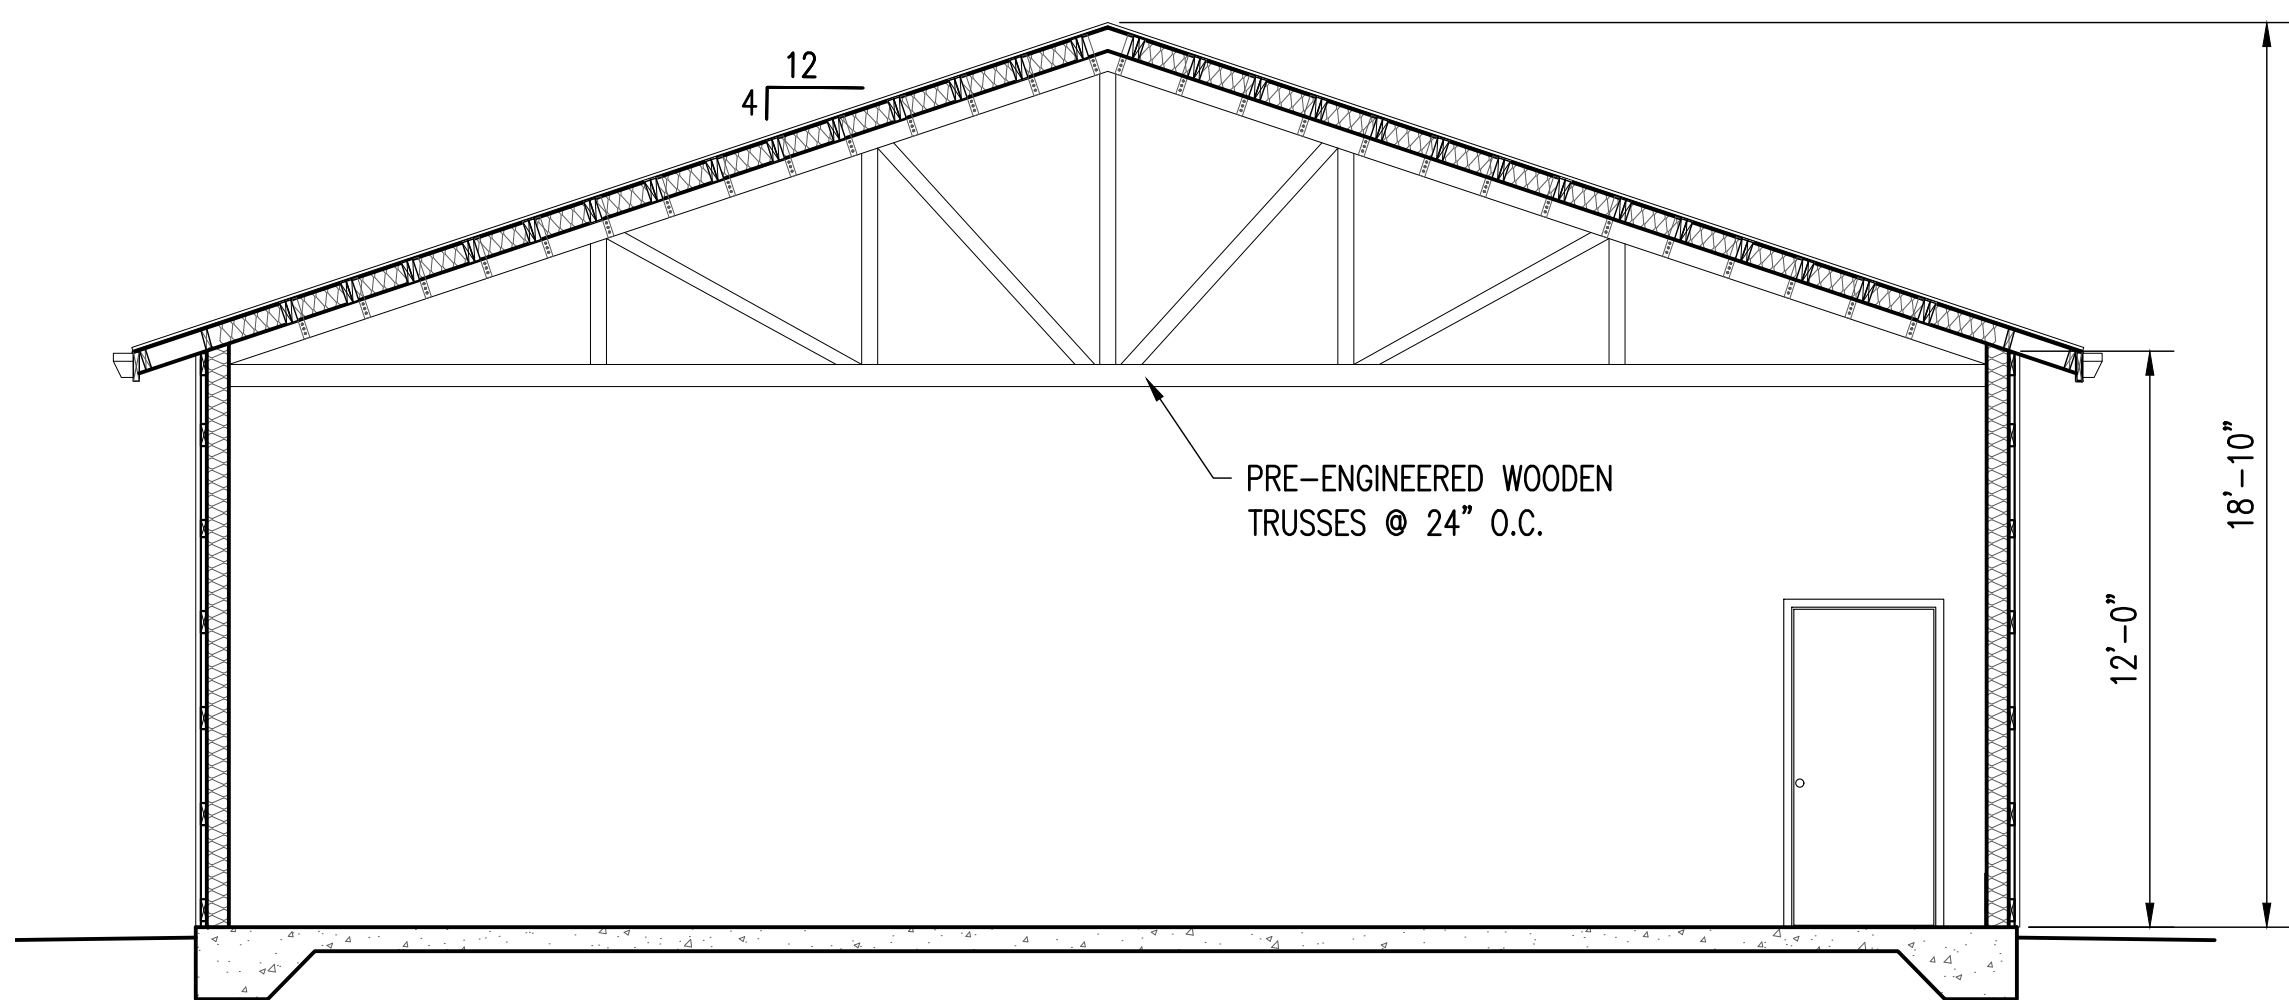 12
4
PRE-ENGINEERED WOODEN
TRUSSES @ 24" O.C.
12'-0"
18'-10"